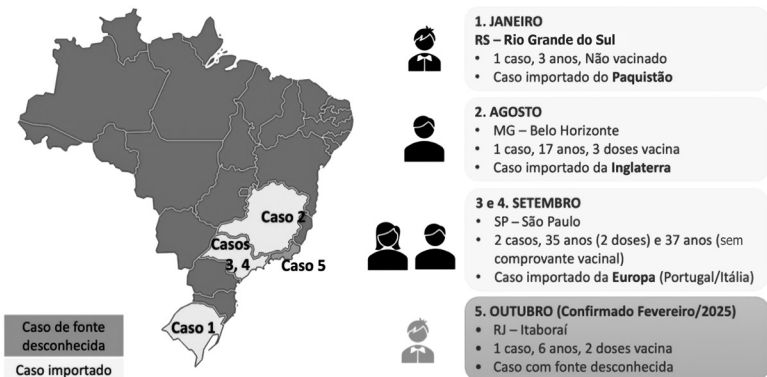 Caso 2
Casos
3, 4
Caso 5
Caso 1
Caso de fonte
desconhecida
Caso importado
1. JANEIRO
RS – Rio Grande do Sul
• 1 caso, 3 anos, Não vacinado
• Caso importado do Paquistão
2. AGOSTO
• MG – Belo Horizonte
• 1 caso, 17 anos, 3 doses vacina
• Caso importado da Inglaterra
3 e 4. SETEMBRO
• SP – São Paulo
• 2 casos, 35 anos (2 doses) e 37 anos (sem
comprovante vacinal)
• Caso importado da Europa (Portugal/Itália)
5. OUTUBRO (Confirmado Fevereiro/2025)
• RJ – Itaboraí
• 1 caso, 6 anos, 2 doses vacina
• Caso com fonte desconhecida